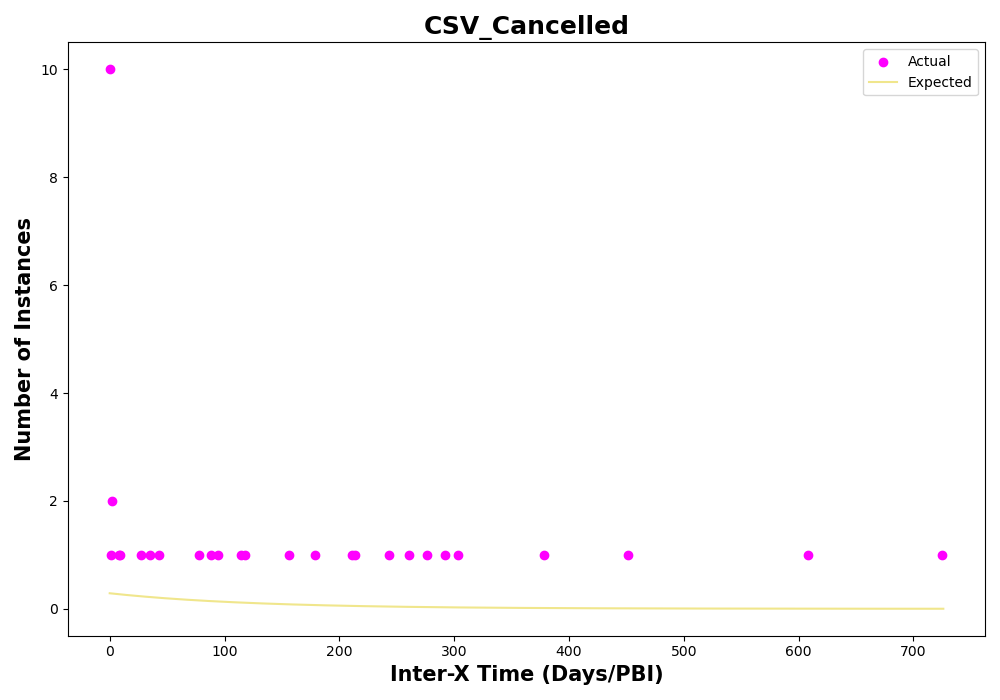 CSV_Cancelled
Actual
Expected
Number of Instances
10
8
6
4
2
0
0 100 200 300 400 500 600 700
Inter-X Time (Days/PBI)